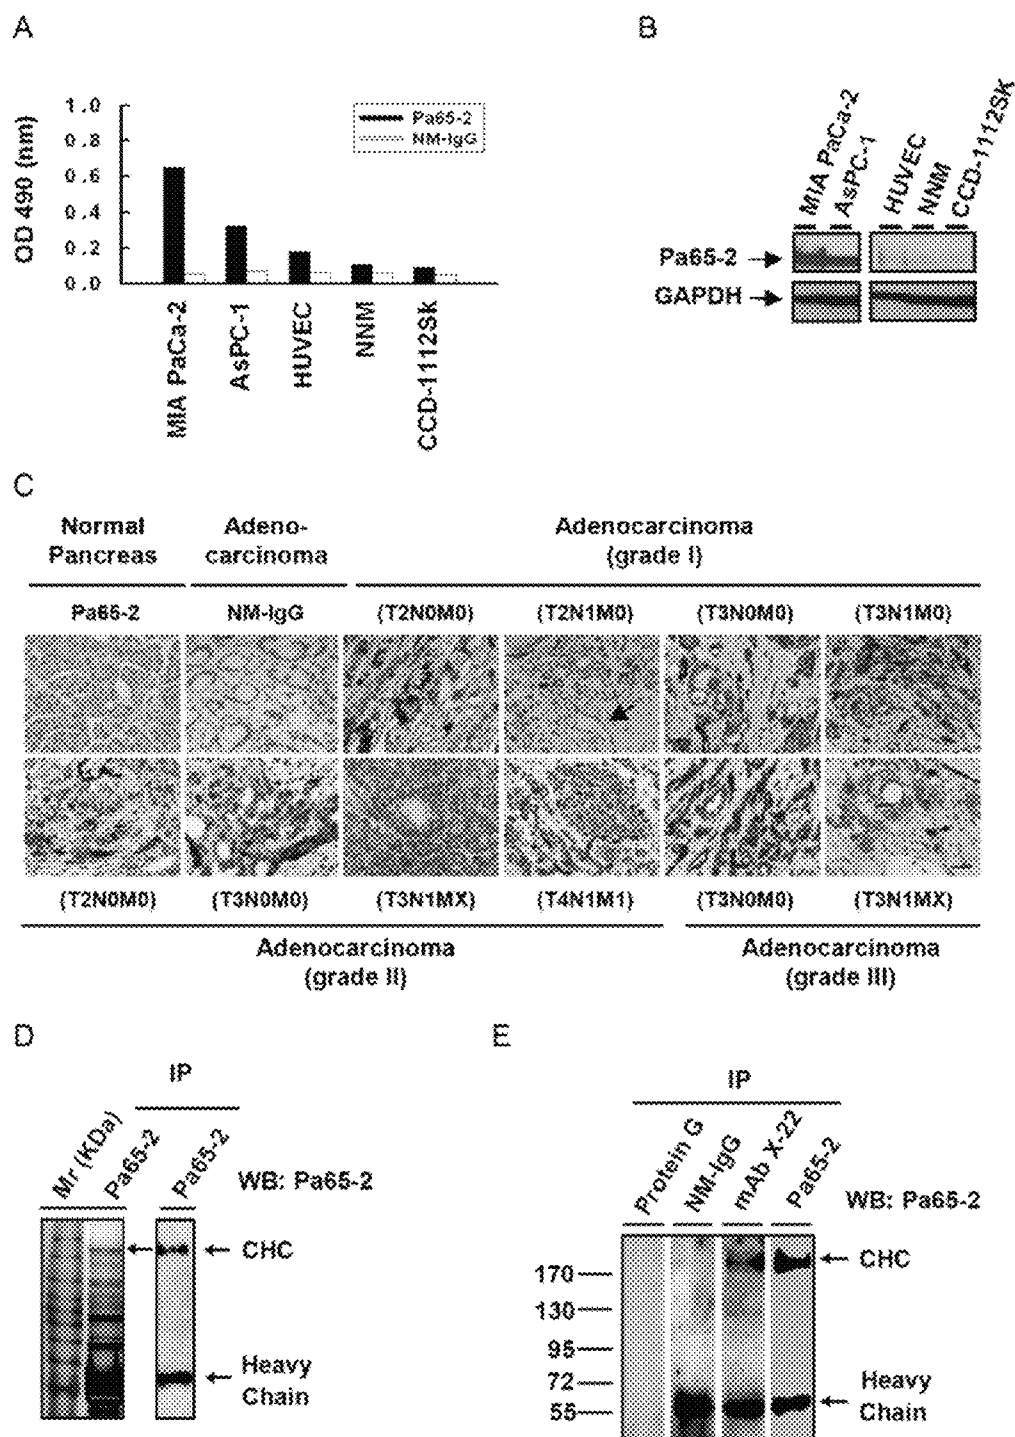 A
OD 490 (nm)
1.0
0.8
0.6
0.4
0.2
0.0
Pa65-2
NM-IgG
MIA PaCa-2
AsPC-1
HUVEC
NNM
CCD-1112Sk
B
MIA PaCa-2
AsPC-1
HUVEC
NNM
CCD-1112SK
Pa65-2
GAPDH
C
Normal
Pancreas
Adeno-
carcinoma
Adenocarcinoma
(grade I)
Pa65-2
NM-IgG
(T2N0M0)
(T2N1M0)
(T3N0M0)
(T3N1M0)
(T2N0M0)
(T3N0M0)
(T3N1MX)
(T4N1M1)
(T3N0M0)
(T3N1MX)
Adenocarcinoma
(grade II)
Adenocarcinoma
(grade III)
D
IP
Mr (KDa)
Pa65-2
Pa65-2
WB: Pa65-2
CHC
Heavy
Chain
E
IP
Protein G
NM-IgG
mAb X-22
Pa65-2
WB: Pa65-2
170
130
95
72
55
CHC
Heavy
Chain